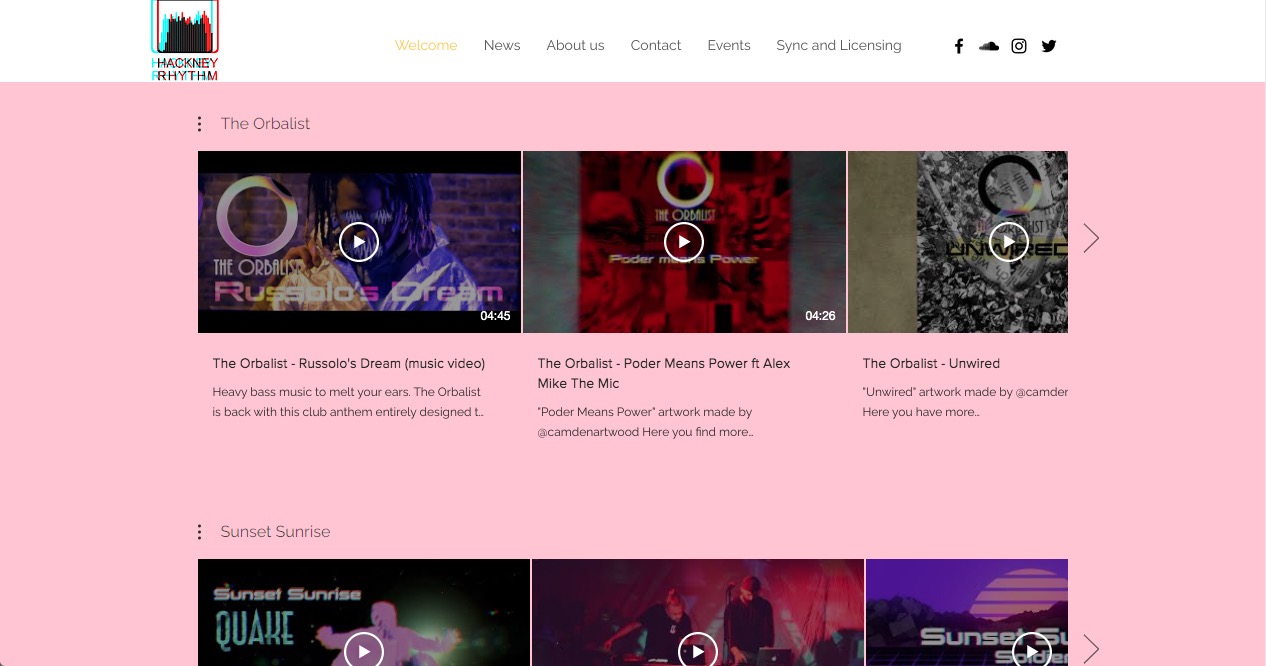 HACKNEY
RHYTHM
Welcome
News
About us
Contact
Events
Sync and Licensing
The Orbalist
THE ORBALIST
Russolo's Dream
04:45
THE ORBALIST
Poder means Power
04:26
THE ORBALIST
UNWIRED
The Orbalist - Russolo's Dream (music video)
Heavy bass music to melt your ears. The Orbalist
is back with this club anthem entirely designed t...
The Orbalist - Poder Means Power ft Alex
Mike The Mic
"Poder Means Power" artwork made by
@camdenartwood Here you find more...
The Orbalist - Unwired
"Unwired" artwork made by @camder
Here you have more...
Sunset Sunrise
Sunset Sunrise
QUAKE
Sunset Su